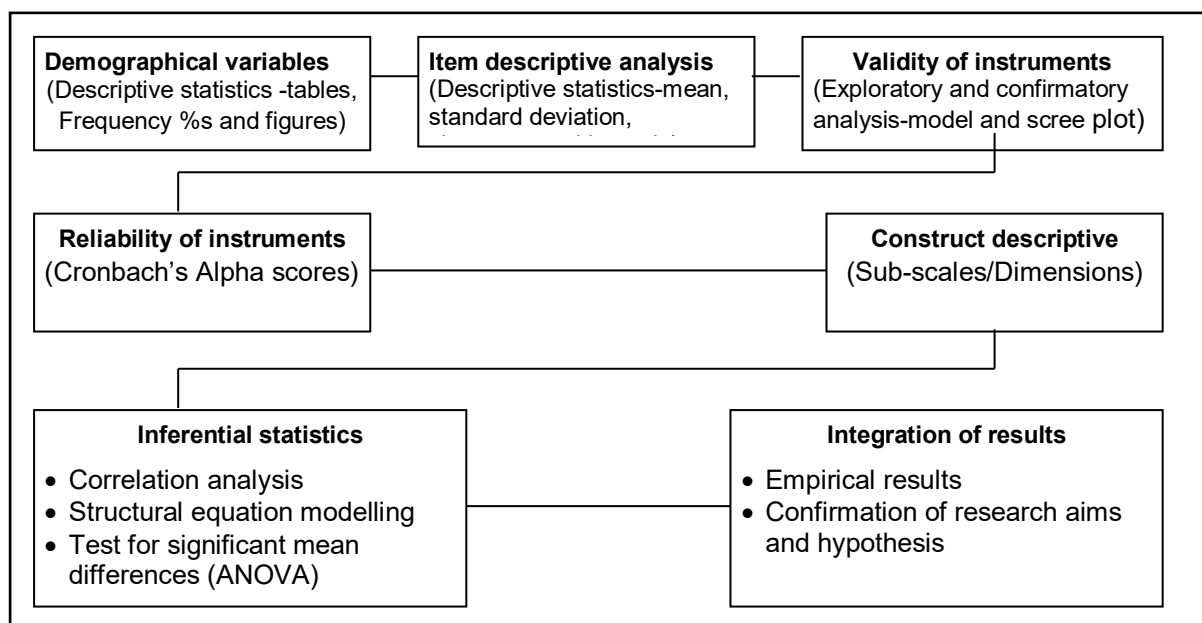 Demographical variables
(Descriptive statistics -tables,
Frequency %s and figures)
Item descriptive analysis
(Descriptive statistics-mean,
standard deviation,
Validity of instruments
(Exploratory and confirmatory
analysis-model and scree plot)
Reliability of instruments
(Cronbach’s Alpha scores)
Construct descriptive
(Sub-scales/Dimensions)
Inferential statistics
• Correlation analysis
• Structural equation modelling
• Test for significant mean
differences (ANOVA)
Integration of results
• Empirical results
• Confirmation of research aims
and hypothesis